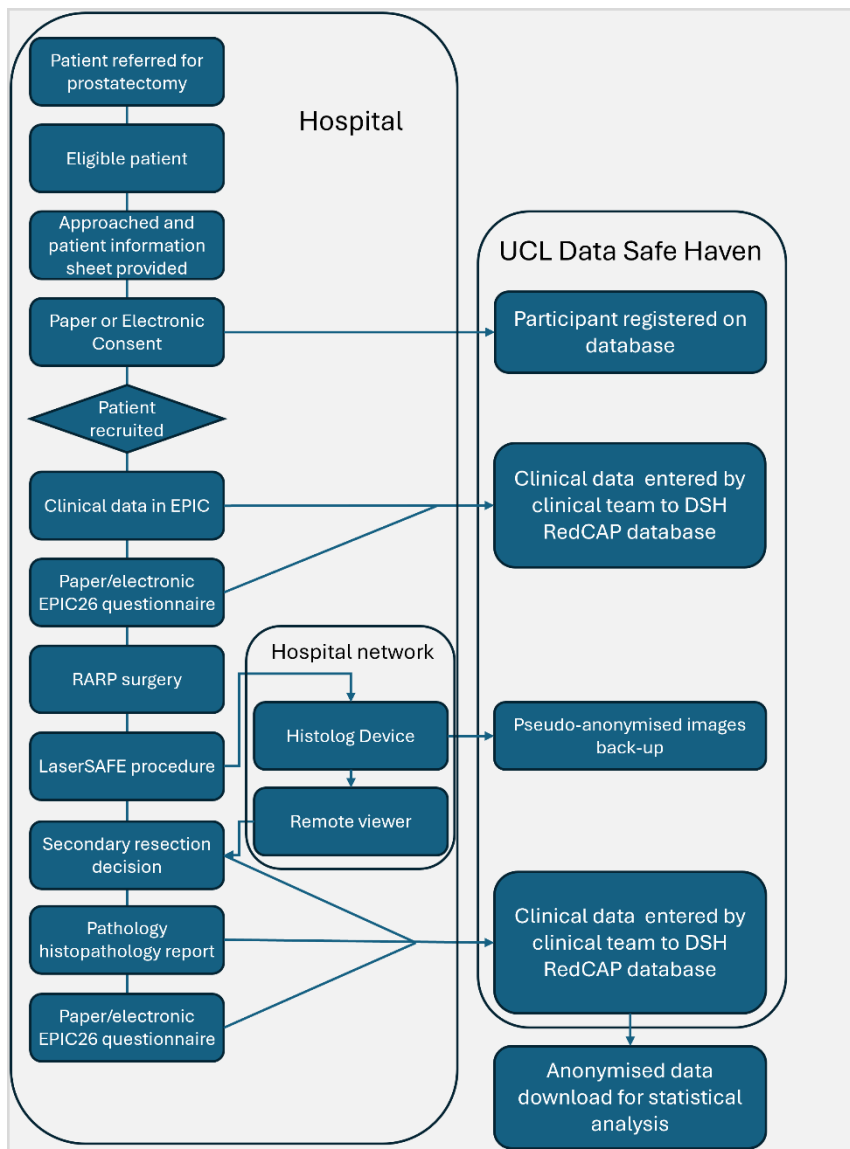 Patient referred for
prostatectomy
Hospital
Eligible patient
Approached and
patient information
sheet provided
UCL Data Safe Haven
Paper or Electronic
Consent
Participant registered on
database
Patient
recruited
Clinical data in EPIC
Clinical data entered by
clinical team to DSH
RedCAP database
Paper/electronic
EPIC26 questionnaire
Hospital network
RARP surgery
Histolog Device
Pseudo-anonymised images
back-up
LaserSAFE procedure
Remote viewer
Secondary resection
decision
Pathology
histopathology report
Clinical data entered by
clinical team to DSH
RedCAP database
Paper/electronic
EPIC26 questionnaire
Anonymised data
download for statistical
analysis